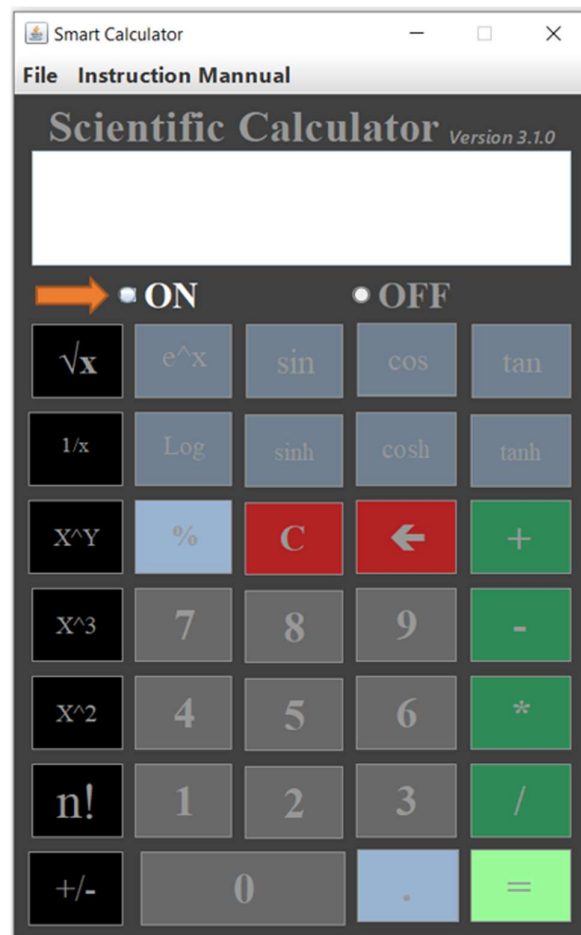 Smart Calculator
File Instruction Mannual
Scientific Calculator Version 3.1.0
ON OFF
√x e^x sin cos tan
1/x Log sinh cosh tanh
X^Y % C ← +
X^3 7 8 9 -
X^2 4 5 6 *
n! 1 2 3 /
+/- 0 . =